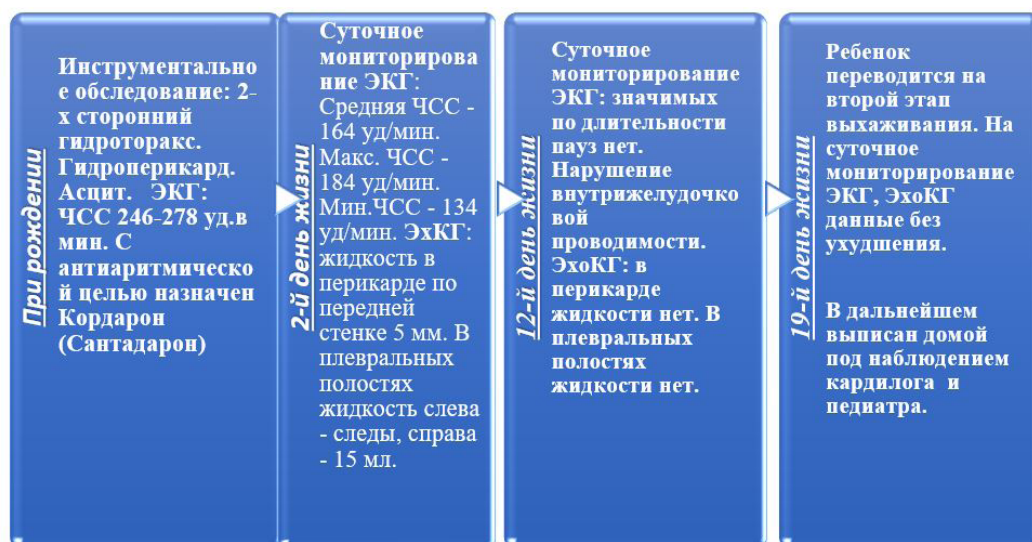 При рождении
Инструментально
е обследование: 2-
х сторонний
гидроторакс.
Гидроперикард.
Асцит. ЭКГ:
ЧСС 246–278 уд.в
мин. С
антиаритмическо
й целью назначен
Кордарон
(Сантадарон)
2-й день жизни
Суточное
мониторирова
ние ЭКГ:
Средняя ЧСС -
164 уд/мин.
Макс. ЧСС -
184 уд/мин.
Мин.ЧСС - 134
уд/мин. ЭхКГ:
жидкость в
перикарде по
передней
стенке 5 мм. В
плевральных
полостях
жидкость слева
- следы, справа
- 15 мл.
12-й день жизни
Суточное
мониторирование
ЭКГ: значимых
по длительности
пауз нет.
Нарушение
внутрижелудочко
вой
проводимости.
ЭхоКГ: в
перикарде
жидкости нет. В
плевральных
полостях
жидкости нет.
19-й день жизни
Ребенок
переводится на
второй этап
выхаживания. На
суточное
мониторирование
ЭКГ, ЭхоКГ
данные без
ухудшения.
В дальнейшем
выписан домой
под наблюдением
кардилога и
педиатра.